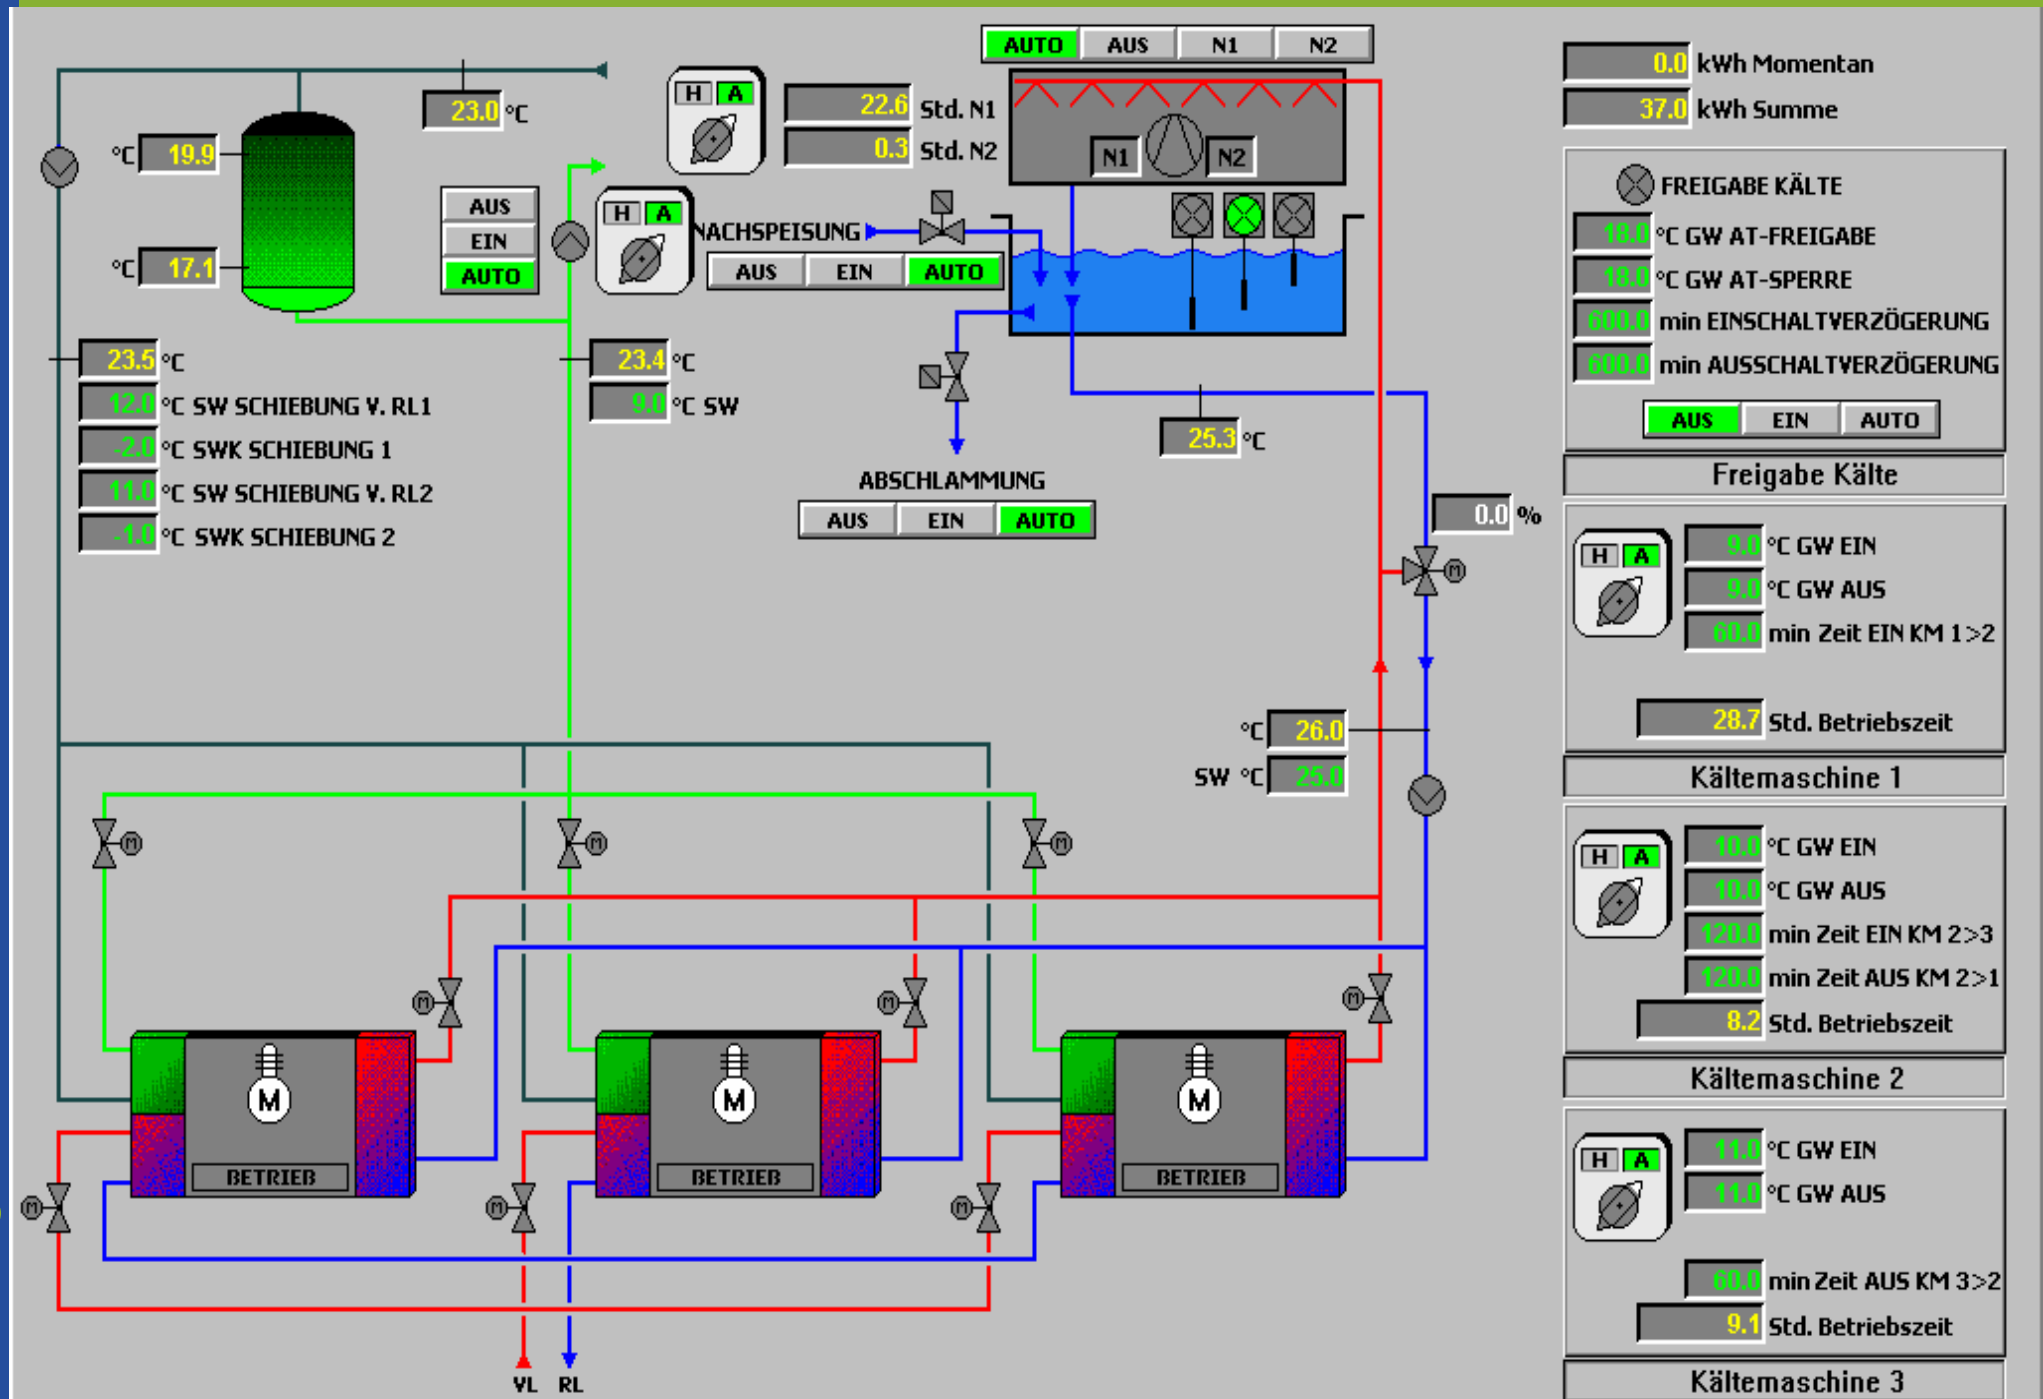 AUTO AUS N1 N2
23.0 °C
H A
22.6 Std. N1
0.3 Std. N2
N1 N2
°C 19.9
°C 17.1
AUS
EIN
AUTO
H A
NACHSPEISUNG
AUS EIN AUTO
23.5 °C
12.0 °C SW SCHIEBUNG V. RL1
-2.0 °C SWK SCHIEBUNG 1
11.0 °C SW SCHIEBUNG V. RL2
-1.0 °C SWK SCHIEBUNG 2
23.4 °C
9.0 °C SW
25.3 °C
ABSCHLAMMUNG
AUS EIN AUTO
0.0 %
M
°C 26.0
SW °C 25.0
M M M
M M M
M M M
BETRIEB BETRIEB BETRIEB
M M M
VL RL
0.0 kWh Momentan
37.0 kWh Summe
FREIGABE KÄLTE
18.0 °C GW AT-FREIGABE
18.0 °C GW AT-SPERRE
600.0 min EINSCHALTVERZÖGERUNG
600.0 min AUSSCHALTVERZÖGERUNG
AUS EIN AUTO
Freigabe Kälte
H A
9.0 °C GW EIN
9.0 °C GW AUS
60.0 min Zeit EIN KM 1>2
28.7 Std. Betriebszeit
Kältemaschine 1
H A
10.0 °C GW EIN
10.0 °C GW AUS
120.0 min Zeit EIN KM 2>3
120.0 min Zeit AUS KM 2>1
8.2 Std. Betriebszeit
Kältemaschine 2
H A
11.0 °C GW EIN
11.0 °C GW AUS
60.0 min Zeit AUS KM 3>2
9.1 Std. Betriebszeit
Kältemaschine 3